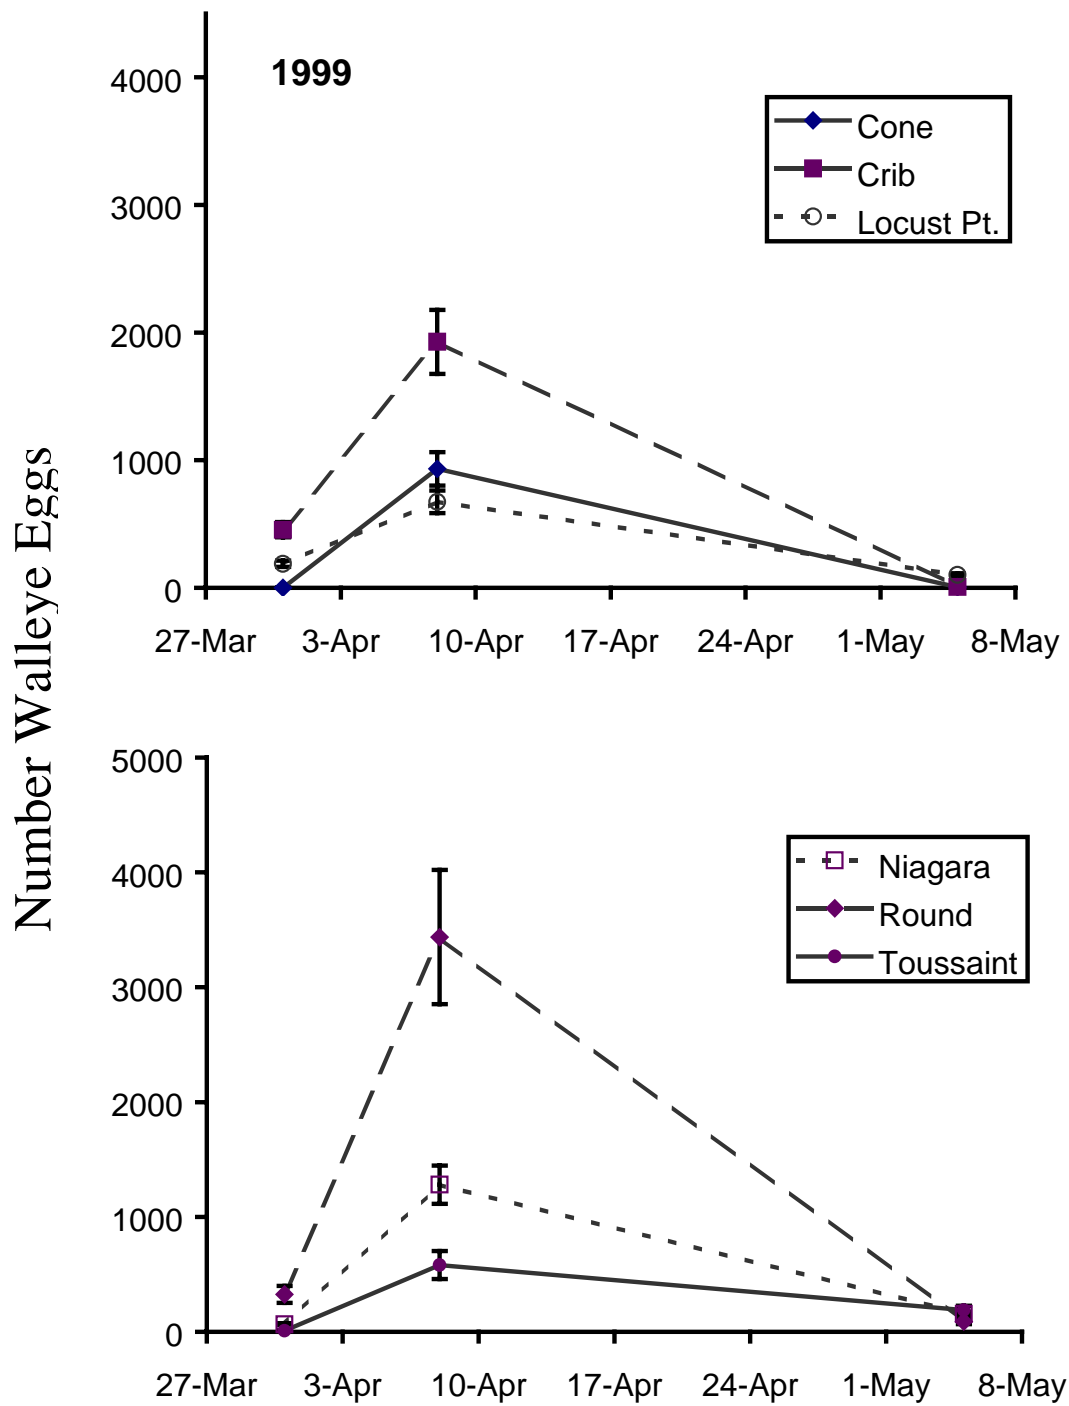 1999
4000
3000
2000
1000
0
Cone
Crib
Locust Pt.
27-Mar 3-Apr 10-Apr 17-Apr 24-Apr 1-May 8-May
Number Walleye Eggs
5000
4000
3000
2000
1000
0
Niagara
Round
Toussaint
27-Mar 3-Apr 10-Apr 17-Apr 24-Apr 1-May 8-May